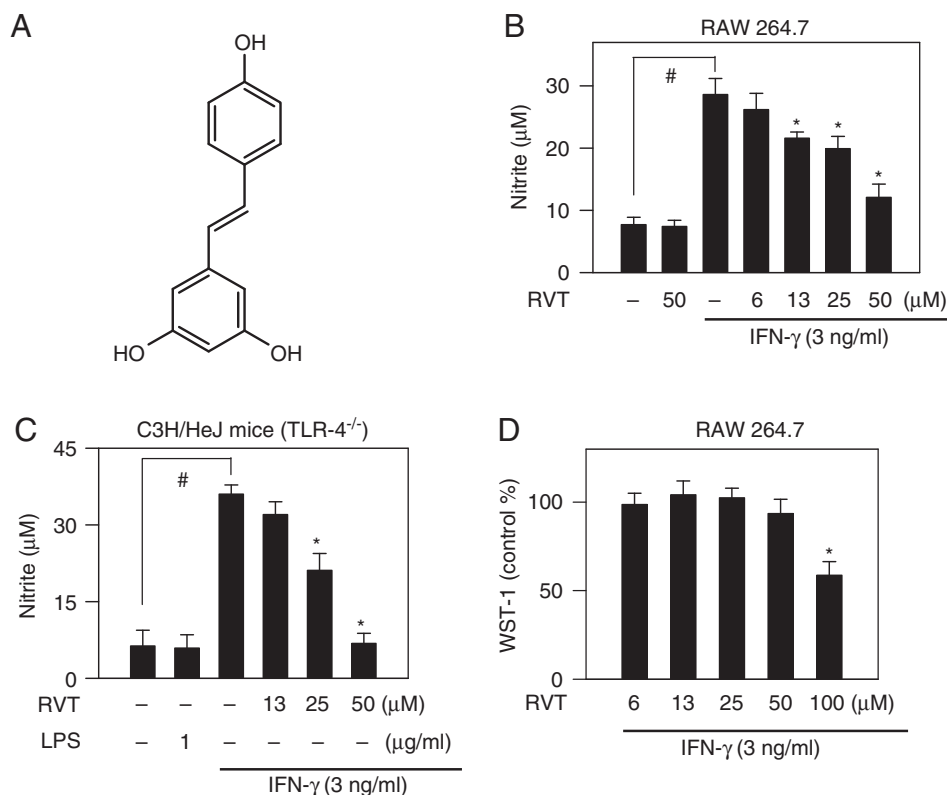 A
OH
HO
OH
B
RAW 264.7
Nitrite (μM)
30
20
10
0
#
*
*
*
RVT – 50 – 6 13 25 50 (μM)
IFN-γ (3 ng/ml)
C
C3H/HeJ mice (TLR-4-/-)
Nitrite (μM)
45
30
15
0
#
*
*
RVT – – – 13 25 50 (μM)
LPS – 1 – – – – (μg/ml)
IFN-γ (3 ng/ml)
D
RAW 264.7
WST-1 (control %)
100
50
0
*
RVT 6 13 25 50 100 (μM)
IFN-γ (3 ng/ml)